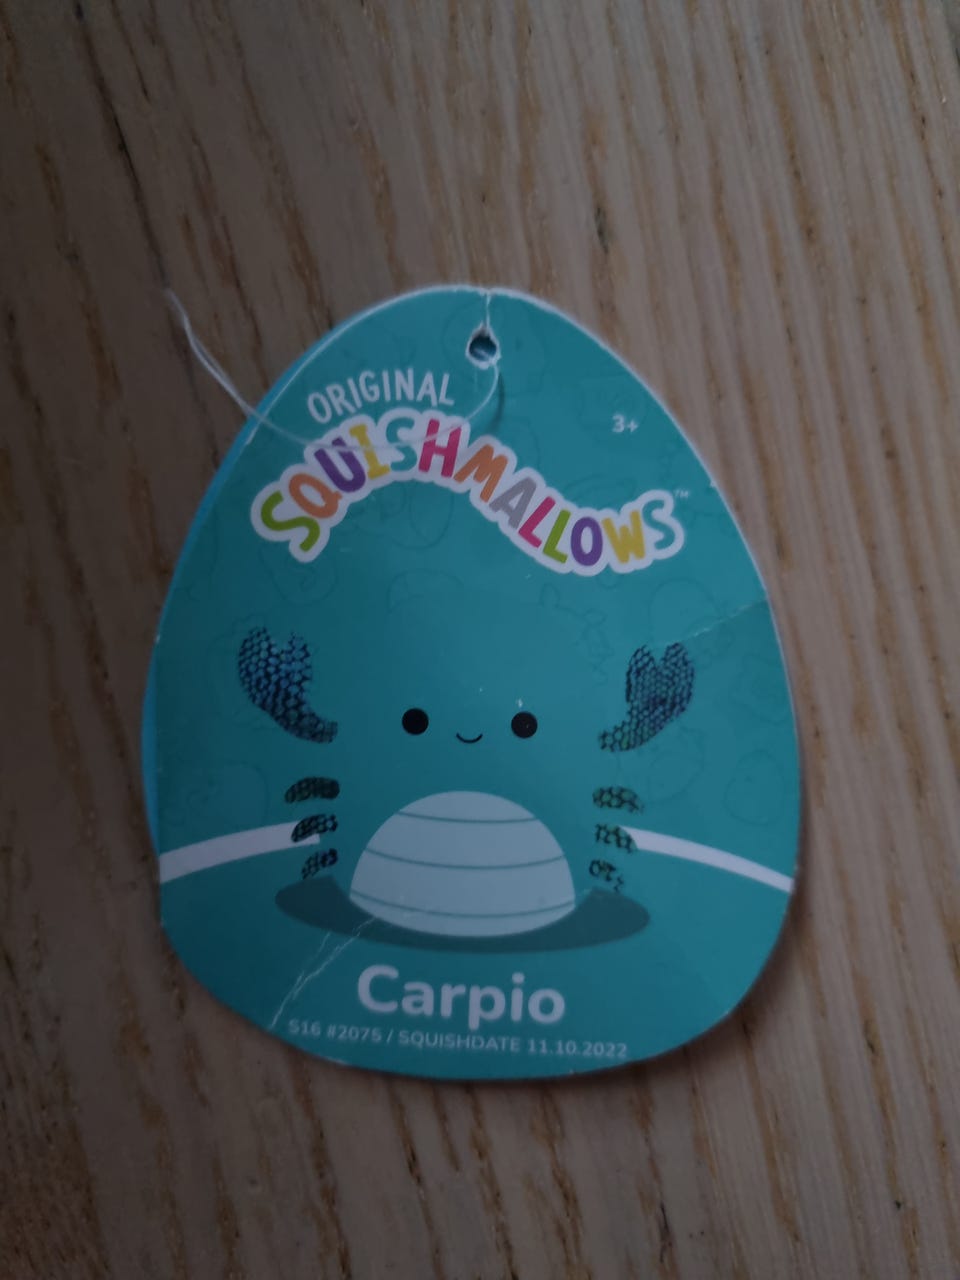 ORIGINAL
SQUISHMALLOWS™
3+
Carpio
S16 #2075 / SQUISHDATE 11.10.2022